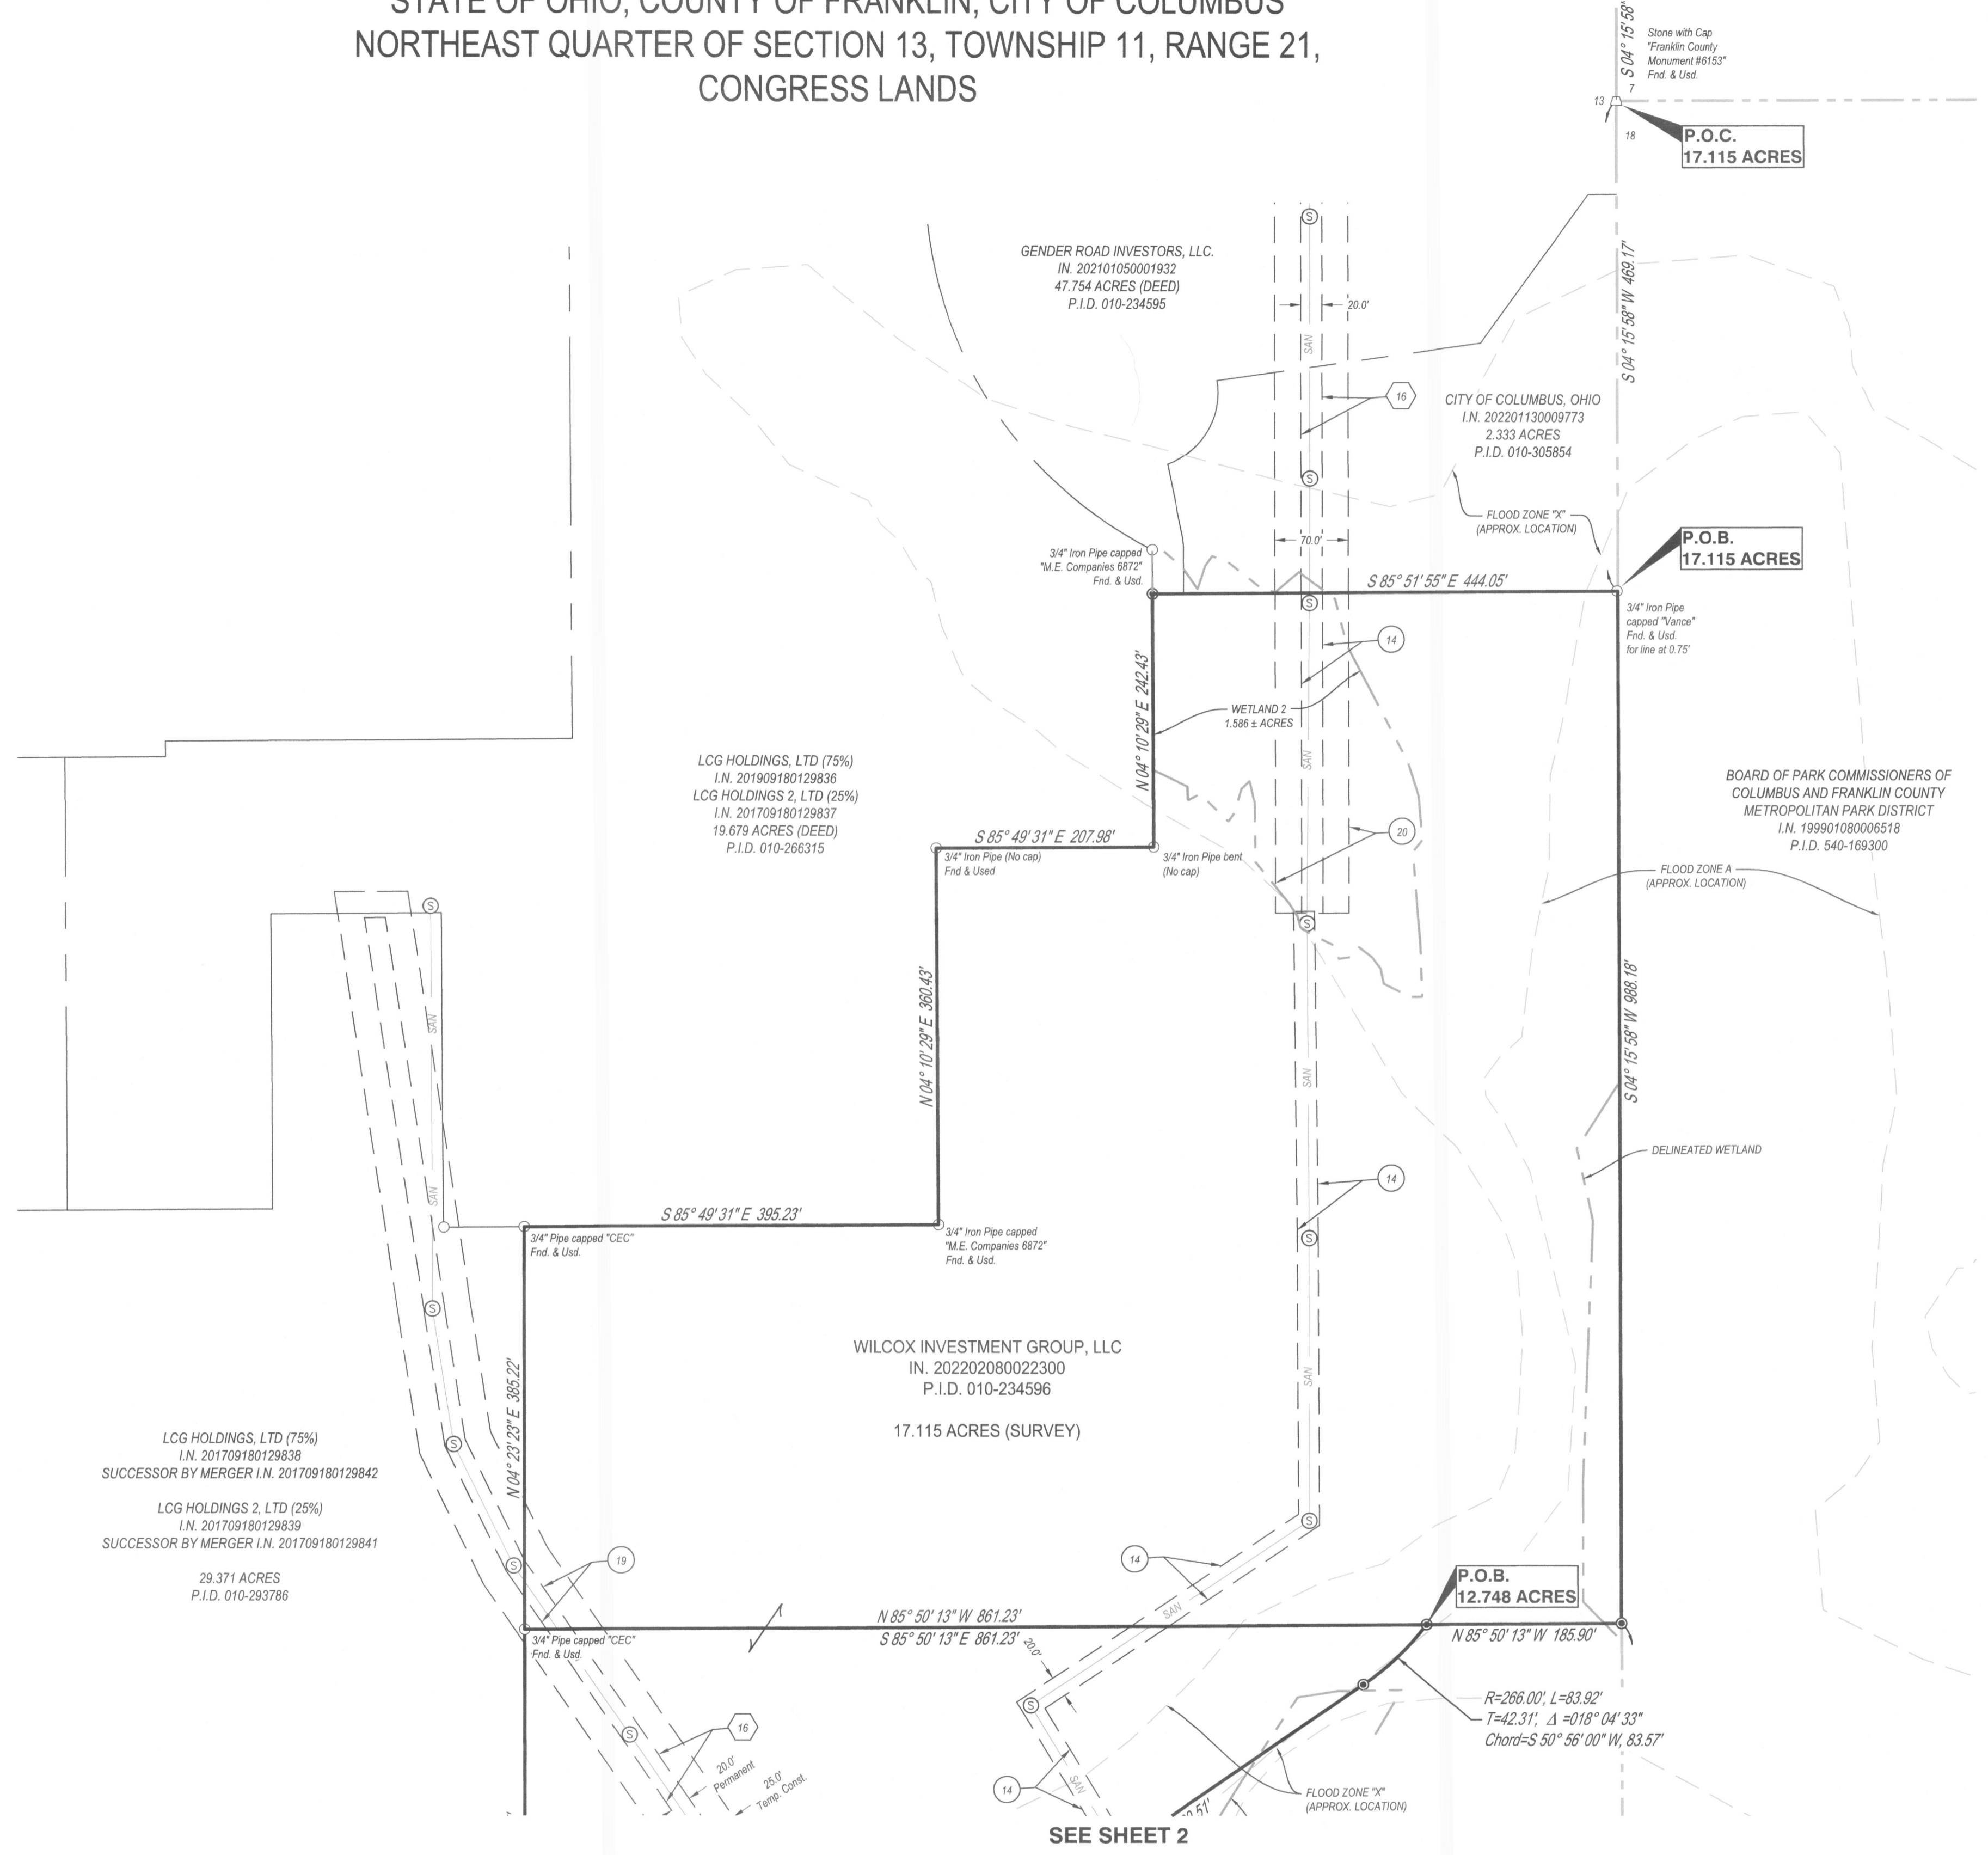 STATE OF OHIO, COUNTY OF FRANKLIN, CITY OF COLUMBUS
NORTHEAST QUARTER OF SECTION 13, TOWNSHIP 11, RANGE 21,
CONGRESS LANDS
S 04° 15' 58"
Stone with Cap
"Franklin County
Monument #6153"
Fnd. & Usd.
7
13
18
P.O.C.
17.115 ACRES
S 04° 15' 58" W 469.17'
GENDER ROAD INVESTORS, LLC.
IN. 202101050001932
47.754 ACRES (DEED)
P.I.D. 010-234595
S
20.0'
SAN
16
CITY OF COLUMBUS, OHIO
I.N. 202201130009773
2.333 ACRES
P.I.D. 010-305854
S
FLOOD ZONE "X"
(APPROX. LOCATION)
70.0'
P.O.B.
17.115 ACRES
3/4" Iron Pipe capped
"M.E. Companies 6872"
Fnd. & Usd.
S 85° 51' 55" E 444.05'
S
3/4" Iron Pipe
capped "Vance"
Fnd. & Usd.
for line at 0.75'
14
N 04° 10' 29" E 242.43'
WETLAND 2
1.586 ± ACRES
SAN
LCG HOLDINGS, LTD (75%)
I.N. 201909180129836
LCG HOLDINGS 2, LTD (25%)
I.N. 201709180129837
19.679 ACRES (DEED)
P.I.D. 010-266315
BOARD OF PARK COMMISSIONERS OF
COLUMBUS AND FRANKLIN COUNTY
METROPOLITAN PARK DISTRICT
I.N. 199901080006518
P.I.D. 540-169300
20
S 85° 49' 31" E 207.98'
3/4" Iron Pipe (No cap)
Fnd & Used
3/4" Iron Pipe bent
(No cap)
FLOOD ZONE A
(APPROX. LOCATION)
S
S
SAN
N 04° 10' 29" E 360.43'
SAN
S 04° 15' 58" W 988.18'
DELINEATED WETLAND
14
SAN
S 85° 49' 31" E 395.23'
3/4" Pipe capped "CEC"
Fnd. & Usd.
3/4" Iron Pipe capped
"M.E. Companies 6872"
Fnd. & Usd.
S
S
WILCOX INVESTMENT GROUP, LLC
IN. 202202080022300
P.I.D. 010-234596
17.115 ACRES (SURVEY)
SAN
N 04° 23' 23" E 385.22'
LCG HOLDINGS, LTD (75%)
I.N. 201709180129838
SUCCESSOR BY MERGER I.N. 201709180129842
LCG HOLDINGS 2, LTD (25%)
I.N. 201709180129839
SUCCESSOR BY MERGER I.N. 201709180129841
29.371 ACRES
P.I.D. 010-293786
S
S
S
19
14
SAN
P.O.B.
12.748 ACRES
N 85° 50' 13" W 861.23'
S 85° 50' 13" E 861.23'
N 85° 50' 13" W 185.90'
3/4" Pipe capped "CEC"
Fnd. & Usd.
20.0'
S
S
16
R=266.00', L=83.92'
T=42.31', Δ =018° 04' 33"
Chord=S 50° 56' 00" W, 83.57'
20.0'
Permanent
25.0'
Temp. Const.
14
SAN
FLOOD ZONE "X"
(APPROX. LOCATION)
SEE SHEET 2